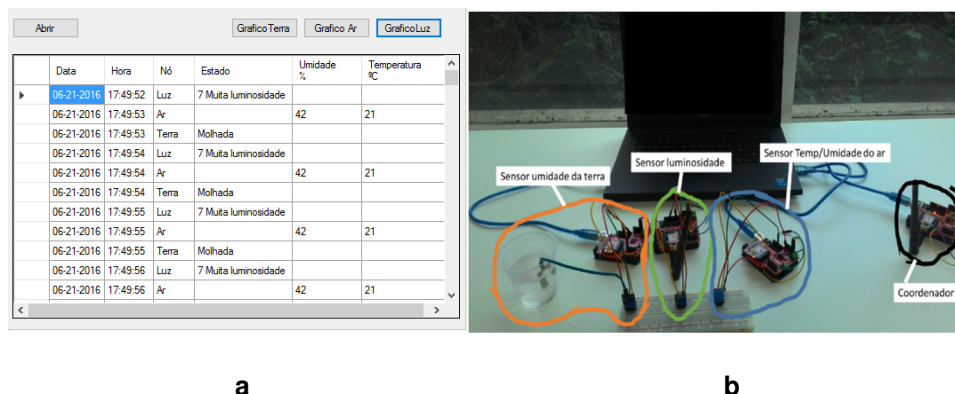 Abrir GraficoTerra Grafico Ar GraficoLuz
Data Hora Nó Estado Umidade % Temperatura ºC
06-21-2016 17:49:52 Luz 7 Muita luminosidade
06-21-2016 17:49:53 Ar 42 21
06-21-2016 17:49:53 Terra Molhada
06-21-2016 17:49:54 Luz 7 Muita luminosidade
06-21-2016 17:49:54 Ar 42 21
06-21-2016 17:49:54 Terra Molhada
06-21-2016 17:49:55 Luz 7 Muita luminosidade
06-21-2016 17:49:55 Ar 42 21
06-21-2016 17:49:55 Terra Molhada
06-21-2016 17:49:56 Luz 7 Muita luminosidade
06-21-2016 17:49:56 Ar 42 21
Sensor umidade da terra
Sensor luminosidade
Sensor Temp/Umidade do ar
Coordenador
a
b